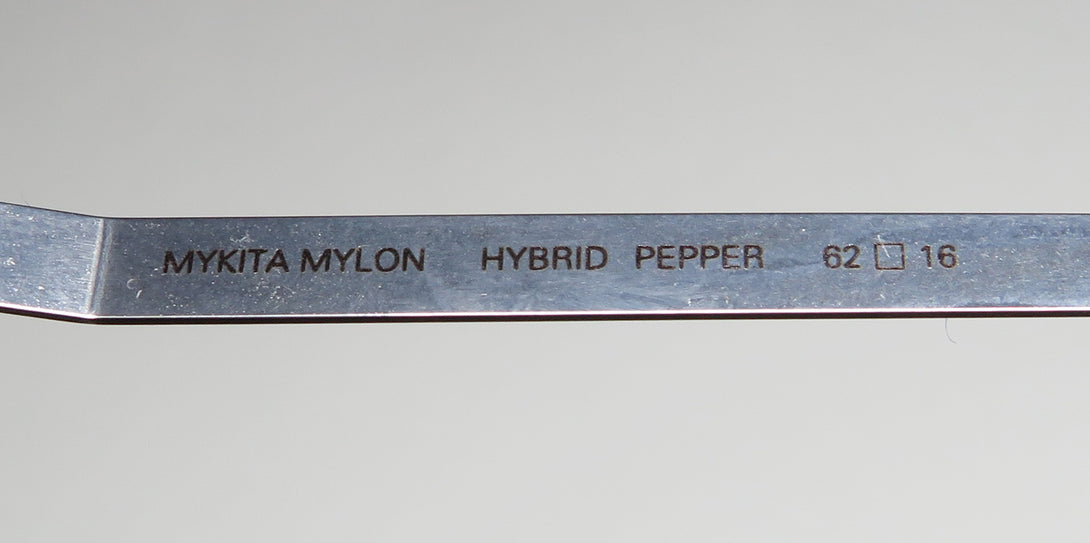 MYKITA MYLON HYBRID PEPPER 62 □ 16